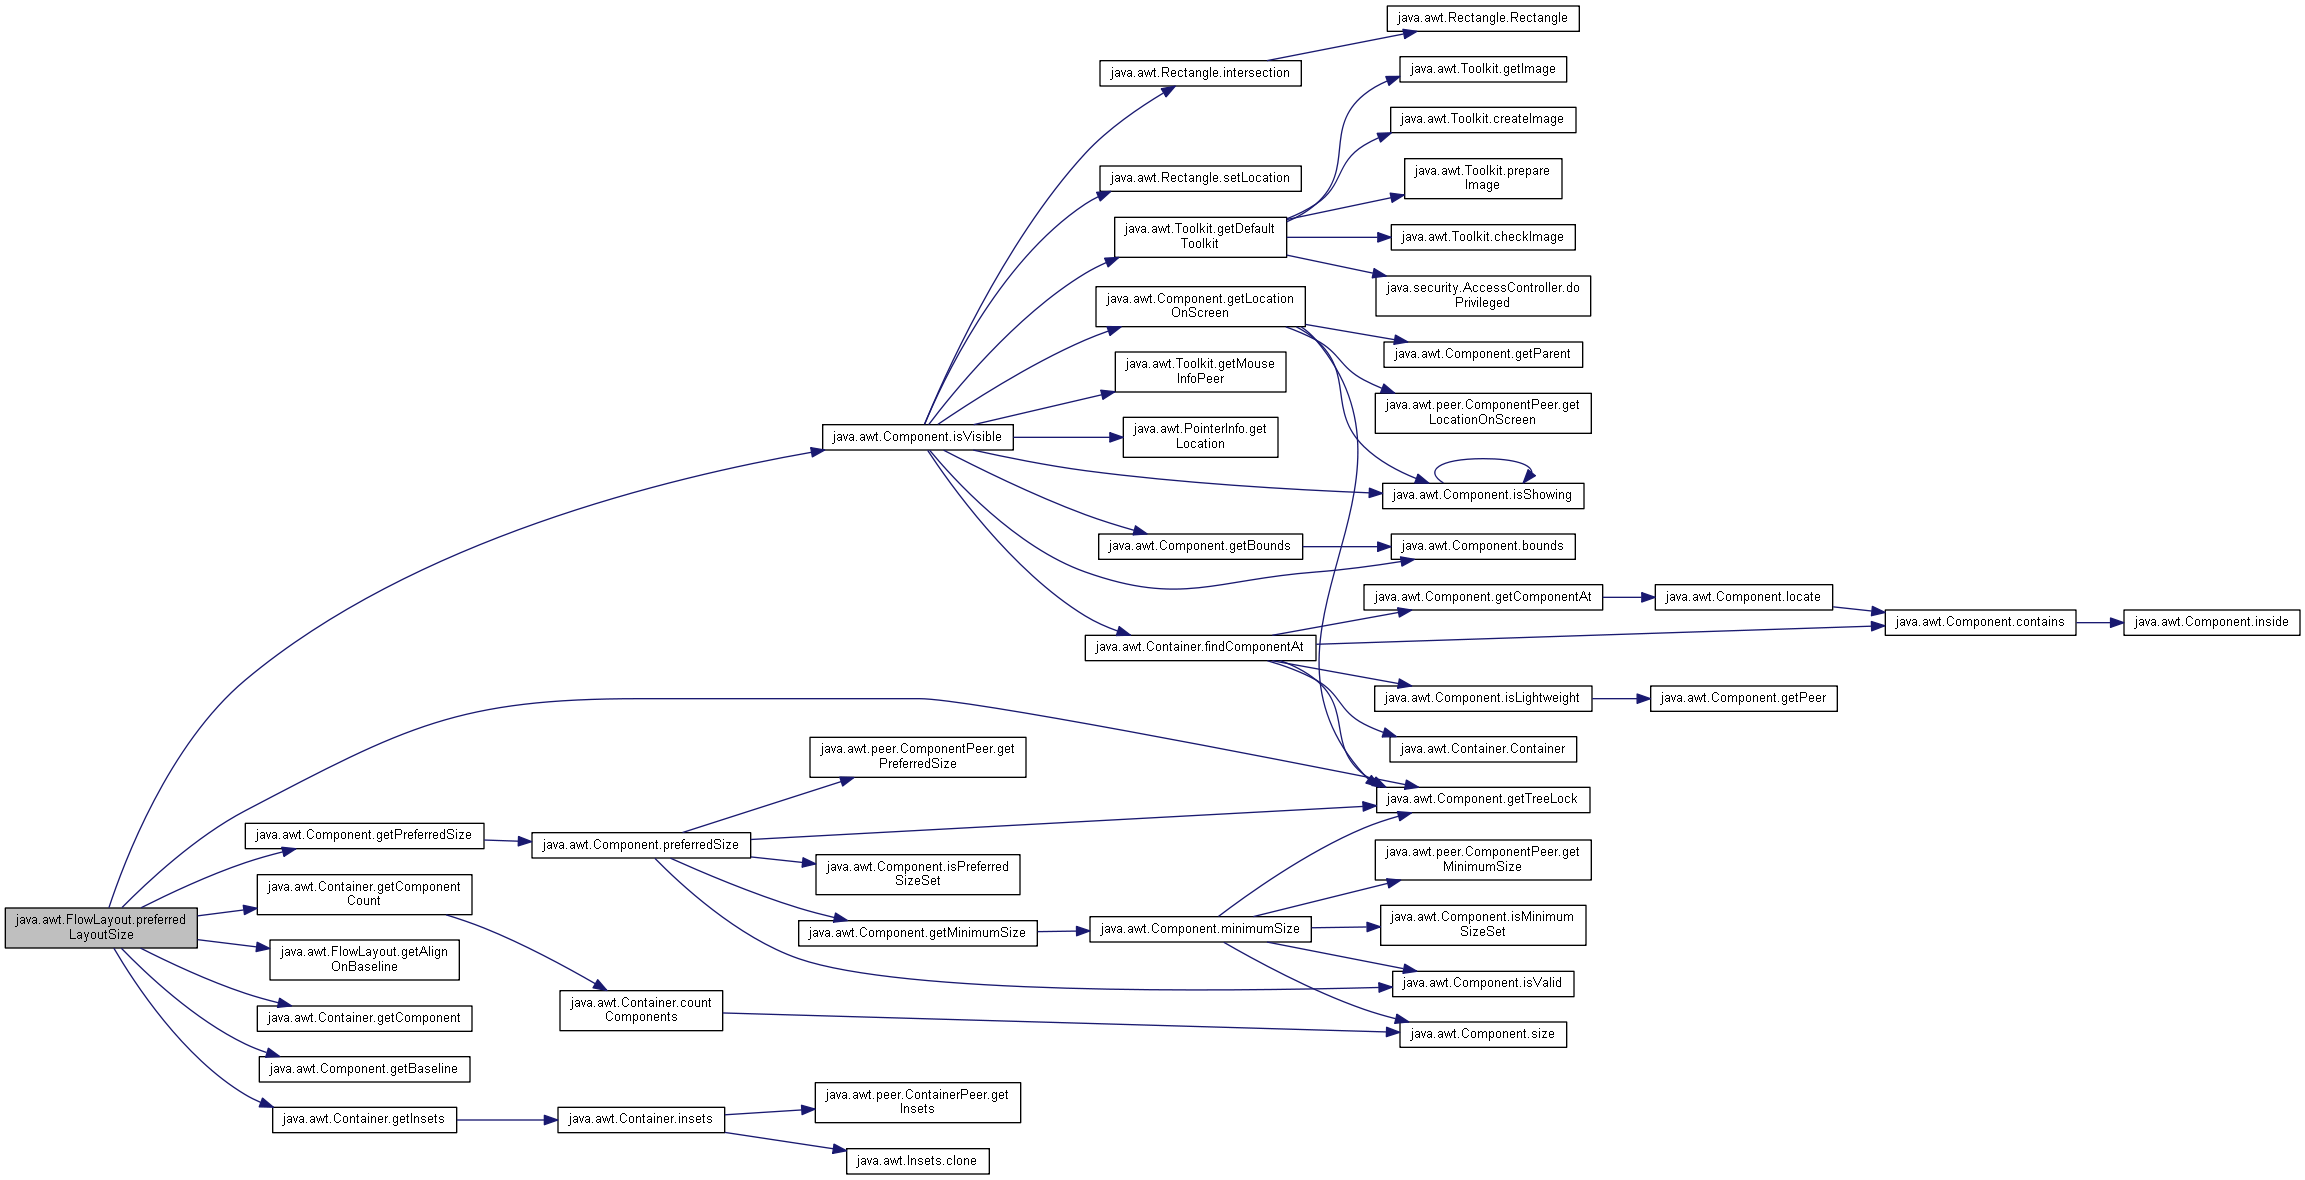 java.awt.Rectangle.Rectangle
java.awt.Rectangle.intersection
java.awt.Toolkit.getImage
java.awt.Toolkit.createImage
java.awt.Toolkit.prepare
Image
java.awt.Rectangle.setLocation
java.awt.Toolkit.getDefault
Toolkit
java.awt.Toolkit.checkImage
java.security.AccessController.do
Privileged
java.awt.Component.getLocation
OnScreen
java.awt.Component.getParent
java.awt.Toolkit.getMouse
InfoPeer
java.awt.peer.ComponentPeer.get
LocationOnScreen
java.awt.Component.isVisible
java.awt.PointerInfo.get
Location
java.awt.Component.isShowing
java.awt.Component.getBounds
java.awt.Component.bounds
java.awt.Component.getComponentAt
java.awt.Component.locate
java.awt.Component.contains
java.awt.Component.inside
java.awt.Container.findComponentAt
java.awt.Component.isLightweight
java.awt.Component.getPeer
java.awt.Container.Container
java.awt.peer.ComponentPeer.get
PreferredSize
java.awt.Component.getTreeLock
java.awt.Component.getPreferredSize
java.awt.Component.preferredSize
java.awt.peer.ComponentPeer.get
MinimumSize
java.awt.Component.isPreferred
SizeSet
java.awt.Container.getComponent
Count
java.awt.FlowLayout.preferred
LayoutSize
java.awt.Component.getMinimumSize
java.awt.Component.minimumSize
java.awt.Component.isMinimum
SizeSet
java.awt.FlowLayout.getAlign
OnBaseline
java.awt.Component.isValid
java.awt.Container.count
Components
java.awt.Container.getComponent
java.awt.Component.size
java.awt.Component.getBaseline
java.awt.peer.ContainerPeer.get
Insets
java.awt.Container.getInsets
java.awt.Container.insets
java.awt.Insets.clone